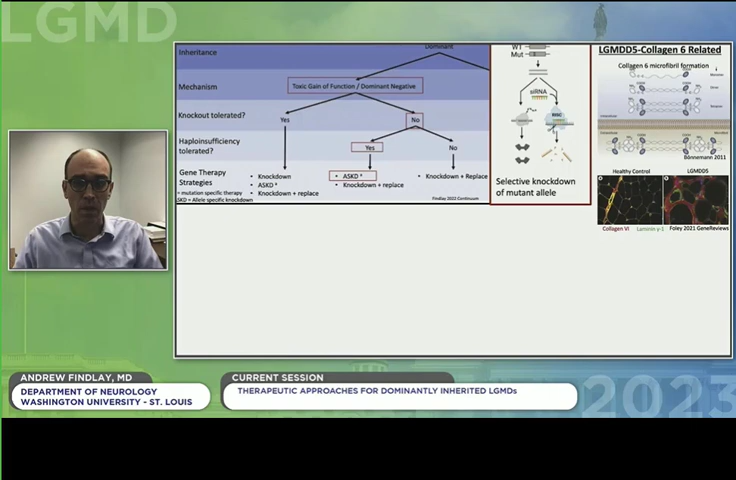 LGMD
Inheritance
Dominant
Mechanism
Toxic Gain of Function / Dominant Negative
Knockout tolerated?
Yes
No
Haploinsufficiency
tolerated?
Yes
No
Gene Therapy
Strategies
• Knockdown
• ASKD *
• Knockdown + replace
• ASKD *
• Knockdown + replace
• Knockdown + Replace
* = mutation specific therapy
ASKD = Allele specific knockdown
Findlay 2022 Continuum
WT
Mut
siRNA
RISC
Selective knockdown
of mutant allele
LGMDD5-Collagen 6 Related
Collagen 6 microfibril formation
Bönnemann 2011
Healthy Control
LGMDD5
Collagen VI
Laminin γ-1
Foley 2021 GeneReviews
ANDREW FINDLAY, MD
DEPARTMENT OF NEUROLOGY
WASHINGTON UNIVERSITY - ST. LOUIS
CURRENT SESSION
THERAPEUTIC APPROACHES FOR DOMINANTLY INHERITED LGMDs
2023